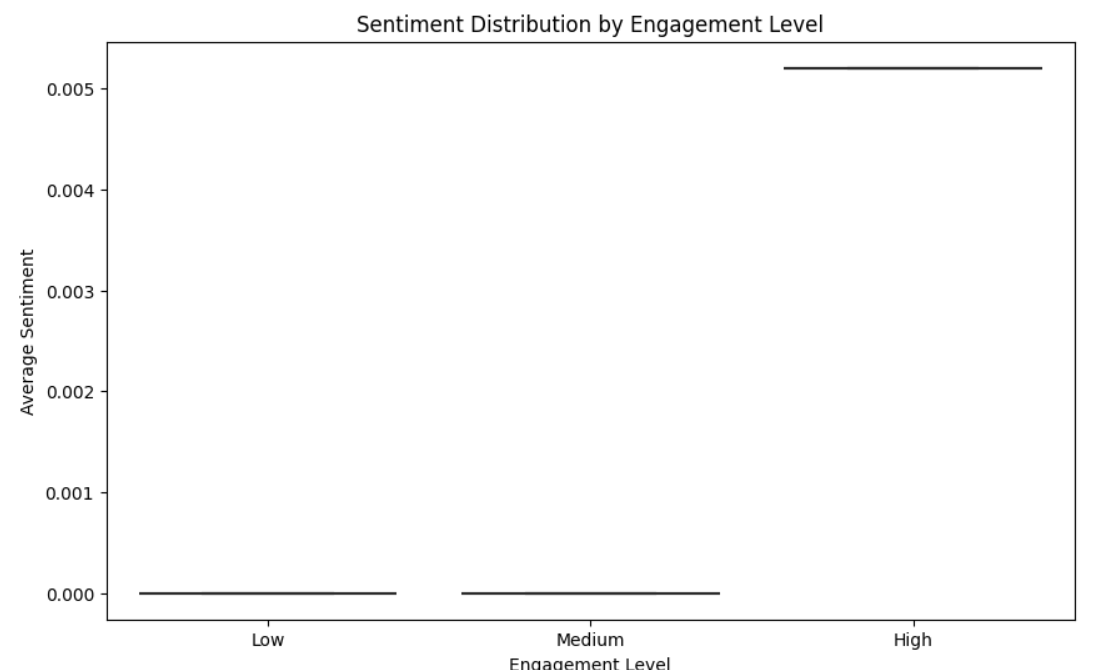 Sentiment Distribution by Engagement Level
0.005
0.004
0.003
0.002
0.001
0.000
Average Sentiment
Low Medium High
Engagement Level